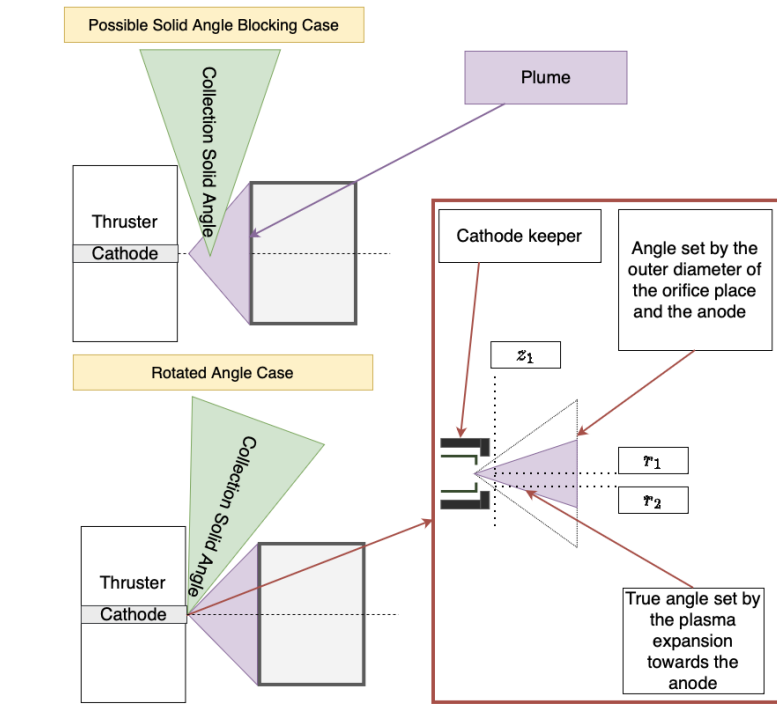 Possible Solid Angle Blocking Case
Collection Solid Angle
Plume
Thruster
Cathode
Cathode keeper
Angle set by the
outer diameter of
the orifice place
and the anode
z₁
r₁
r₂
True angle set by
the plasma
expansion
towards the
anode
Rotated Angle Case
Collection Solid Angle
Thruster
Cathode